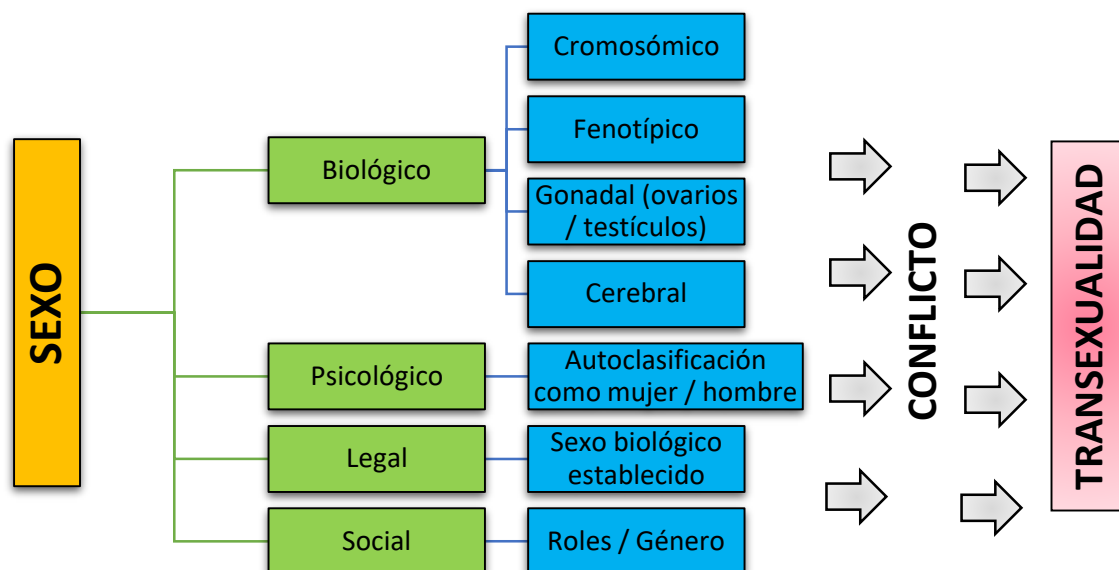 SEXO
Biológico
Cromosómico
Fenotípico
Gonadal (ovarios
/ testículos)
Cerebral
Psicológico
Autoclasificación
como mujer / hombre
Legal
Sexo biológico
establecido
Social
Roles / Género
CONFLICTO
TRANSEXUALIDAD